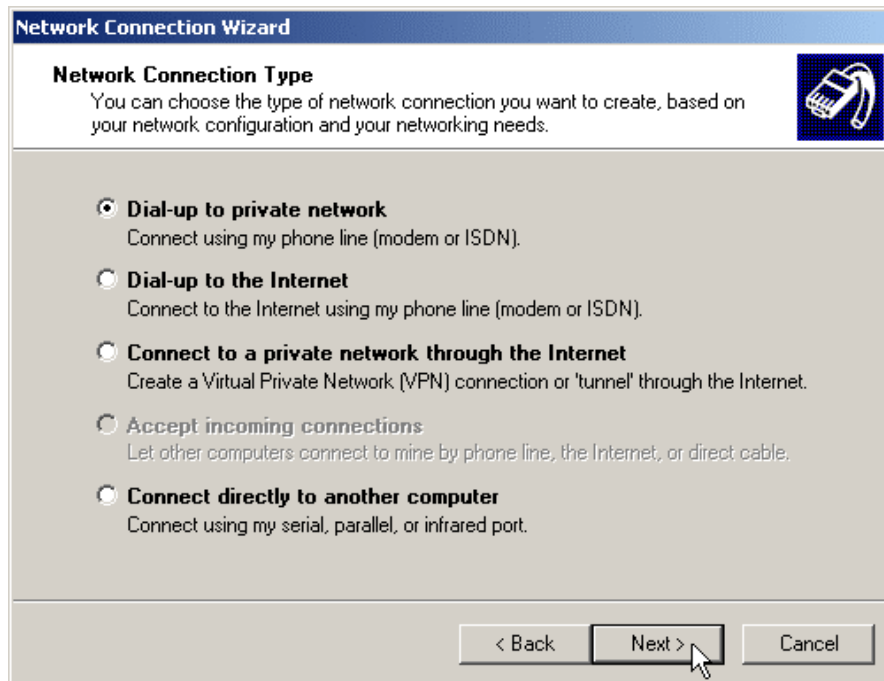 Network Connection Wizard
Network Connection Type
You can choose the type of network connection you want to create, based on
your network configuration and your networking needs.
Dial-up to private network
Connect using my phone line (modem or ISDN).
Dial-up to the Internet
Connect to the Internet using my phone line (modem or ISDN).
Connect to a private network through the Internet
Create a Virtual Private Network (VPN) connection or 'tunnel' through the Internet.
Accept incoming connections
Let other computers connect to mine by phone line, the Internet, or direct cable.
Connect directly to another computer
Connect using my serial, parallel, or infrared port.
< Back Next > Cancel